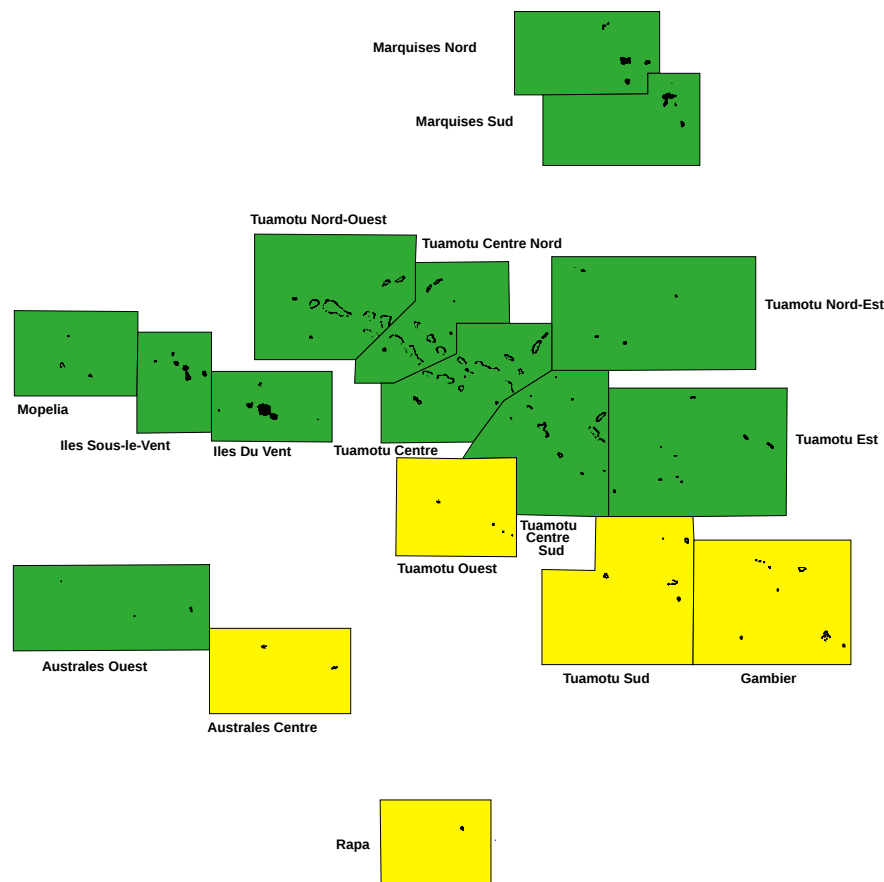 Marquises Nord
Marquises Sud
Tuamotu Nord-Ouest
Tuamotu Centre Nord
Tuamotu Nord-Est
Mopelia
Iles Sous-le-Vent
Iles Du Vent
Tuamotu Centre
Tuamotu Est
Tuamotu
Centre
Sud
Tuamotu Ouest
Australes Ouest
Tuamotu Sud
Gambier
Australes Centre
Rapa